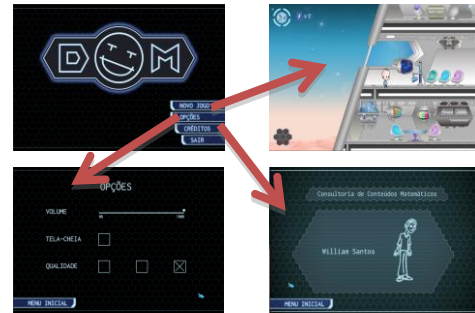 D M
NOVO JOGO
OPÇÕES
CRÉDITOS
SAIR
OPÇÕES
VOLUME
TELA-CHEIA
QUALIDADE
MENU INICIAL
Consultoria de Conteúdos Matemáticos
William Santos
MENU INICIAL